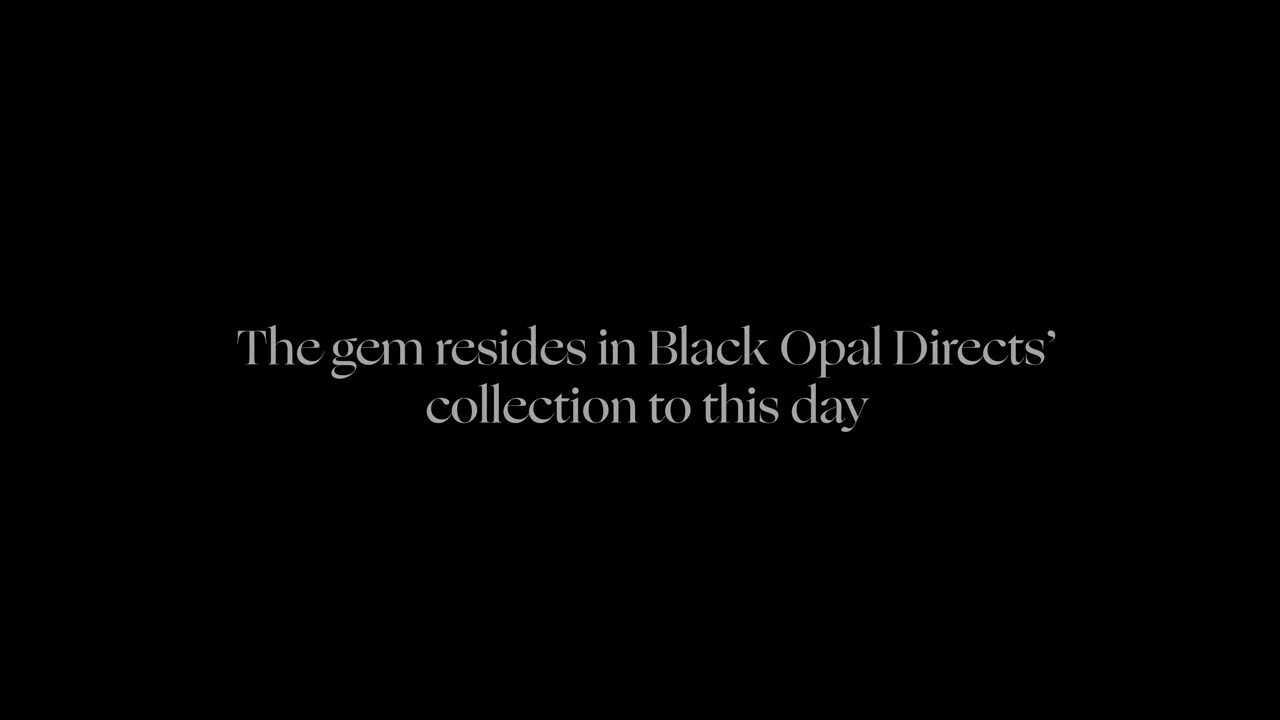 The gem resides in Black Opal Directs’
collection to this day